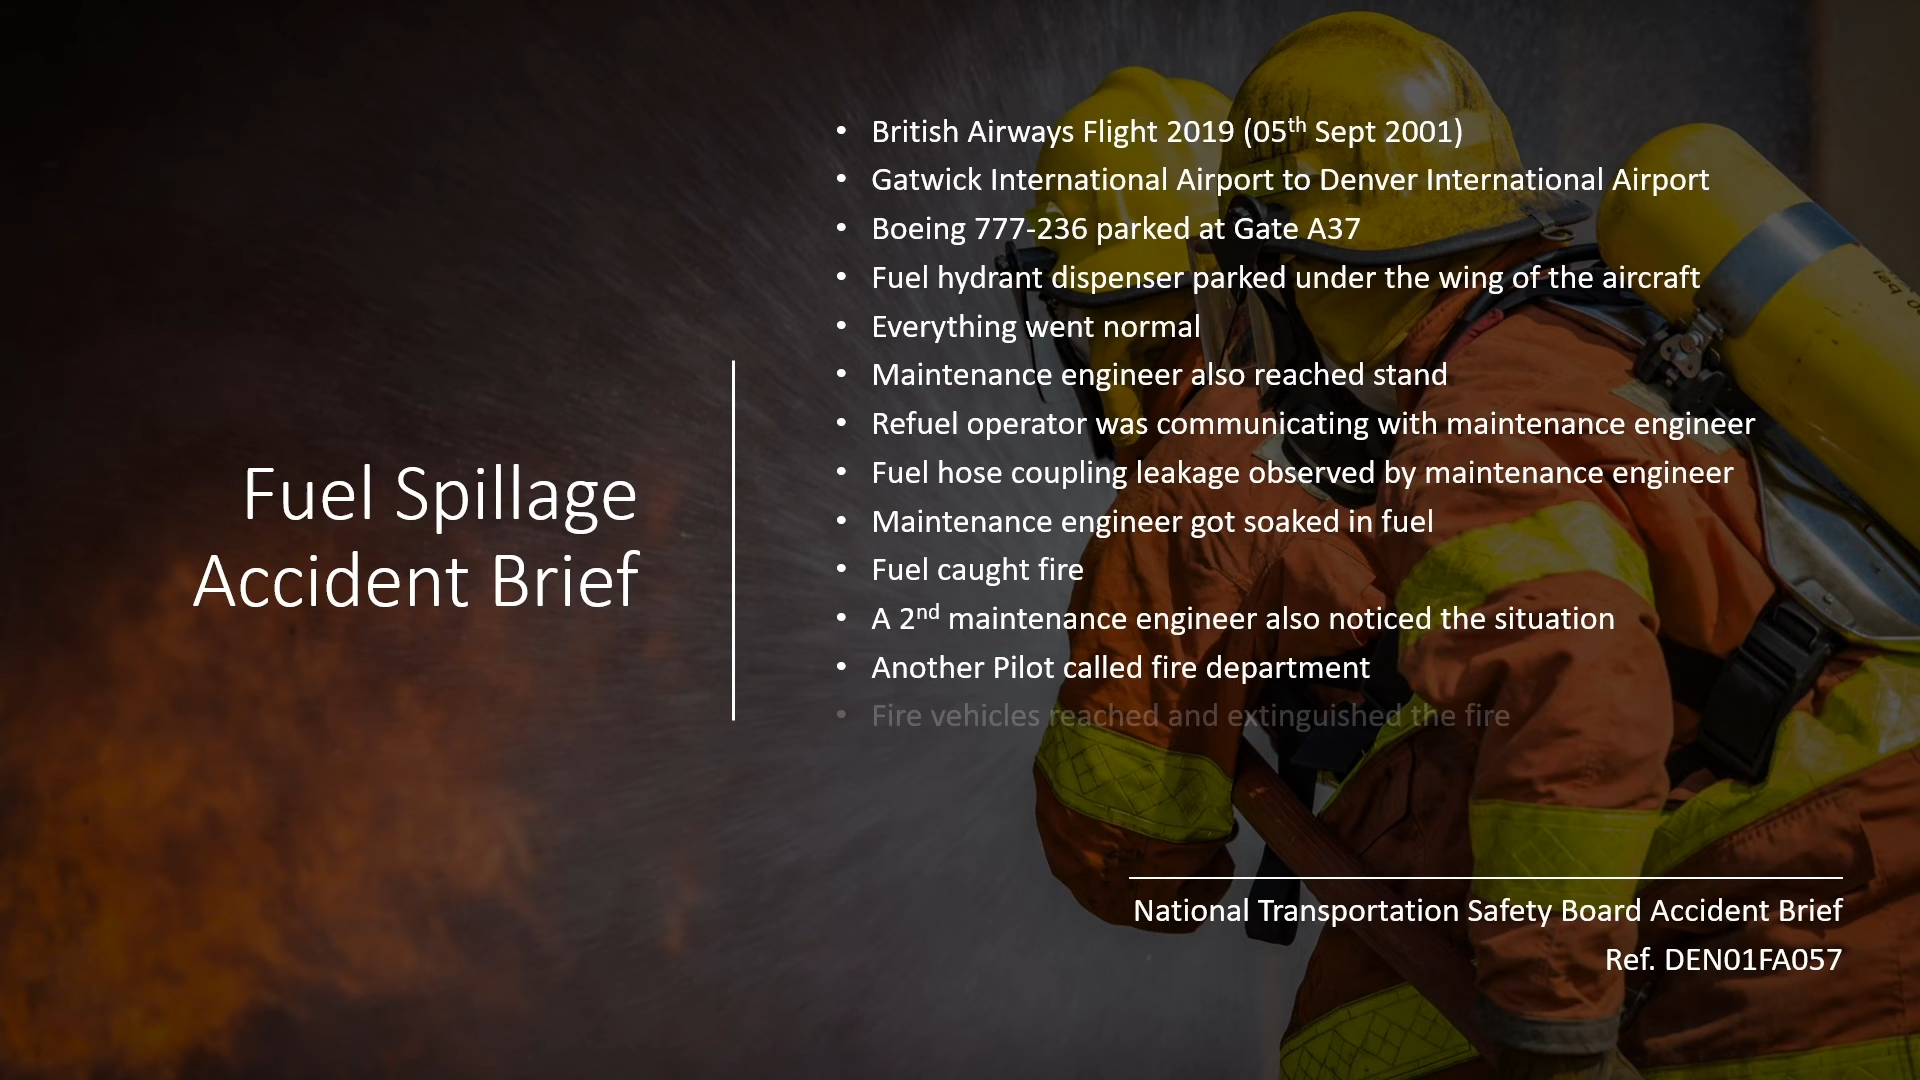 Fuel Spillage
Accident Brief
• British Airways Flight 2019 (05th Sept 2001)
• Gatwick International Airport to Denver International Airport
• Boeing 777-236 parked at Gate A37
• Fuel hydrant dispenser parked under the wing of the aircraft
• Everything went normal
• Maintenance engineer also reached stand
• Refuel operator was communicating with maintenance engineer
• Fuel hose coupling leakage observed by maintenance engineer
• Maintenance engineer got soaked in fuel
• Fuel caught fire
• A 2nd maintenance engineer also noticed the situation
• Another Pilot called fire department
• Fire vehicles reached and extinguished the fire
National Transportation Safety Board Accident Brief
Ref. DEN01FA057